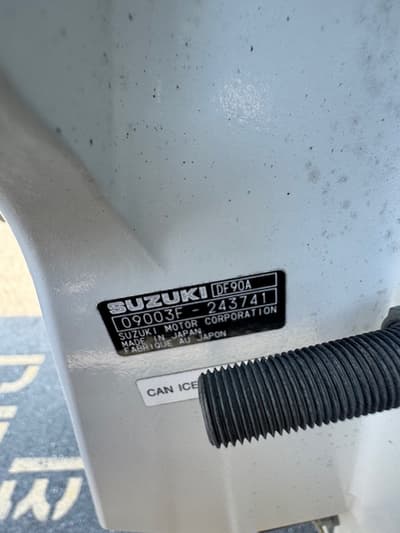 SUZUKI DF90A
09003F - 243741
SUZUKI MOTOR CORPORATION
MADE IN JAPAN
FABRIQUE AU JAPON
CAN ICE